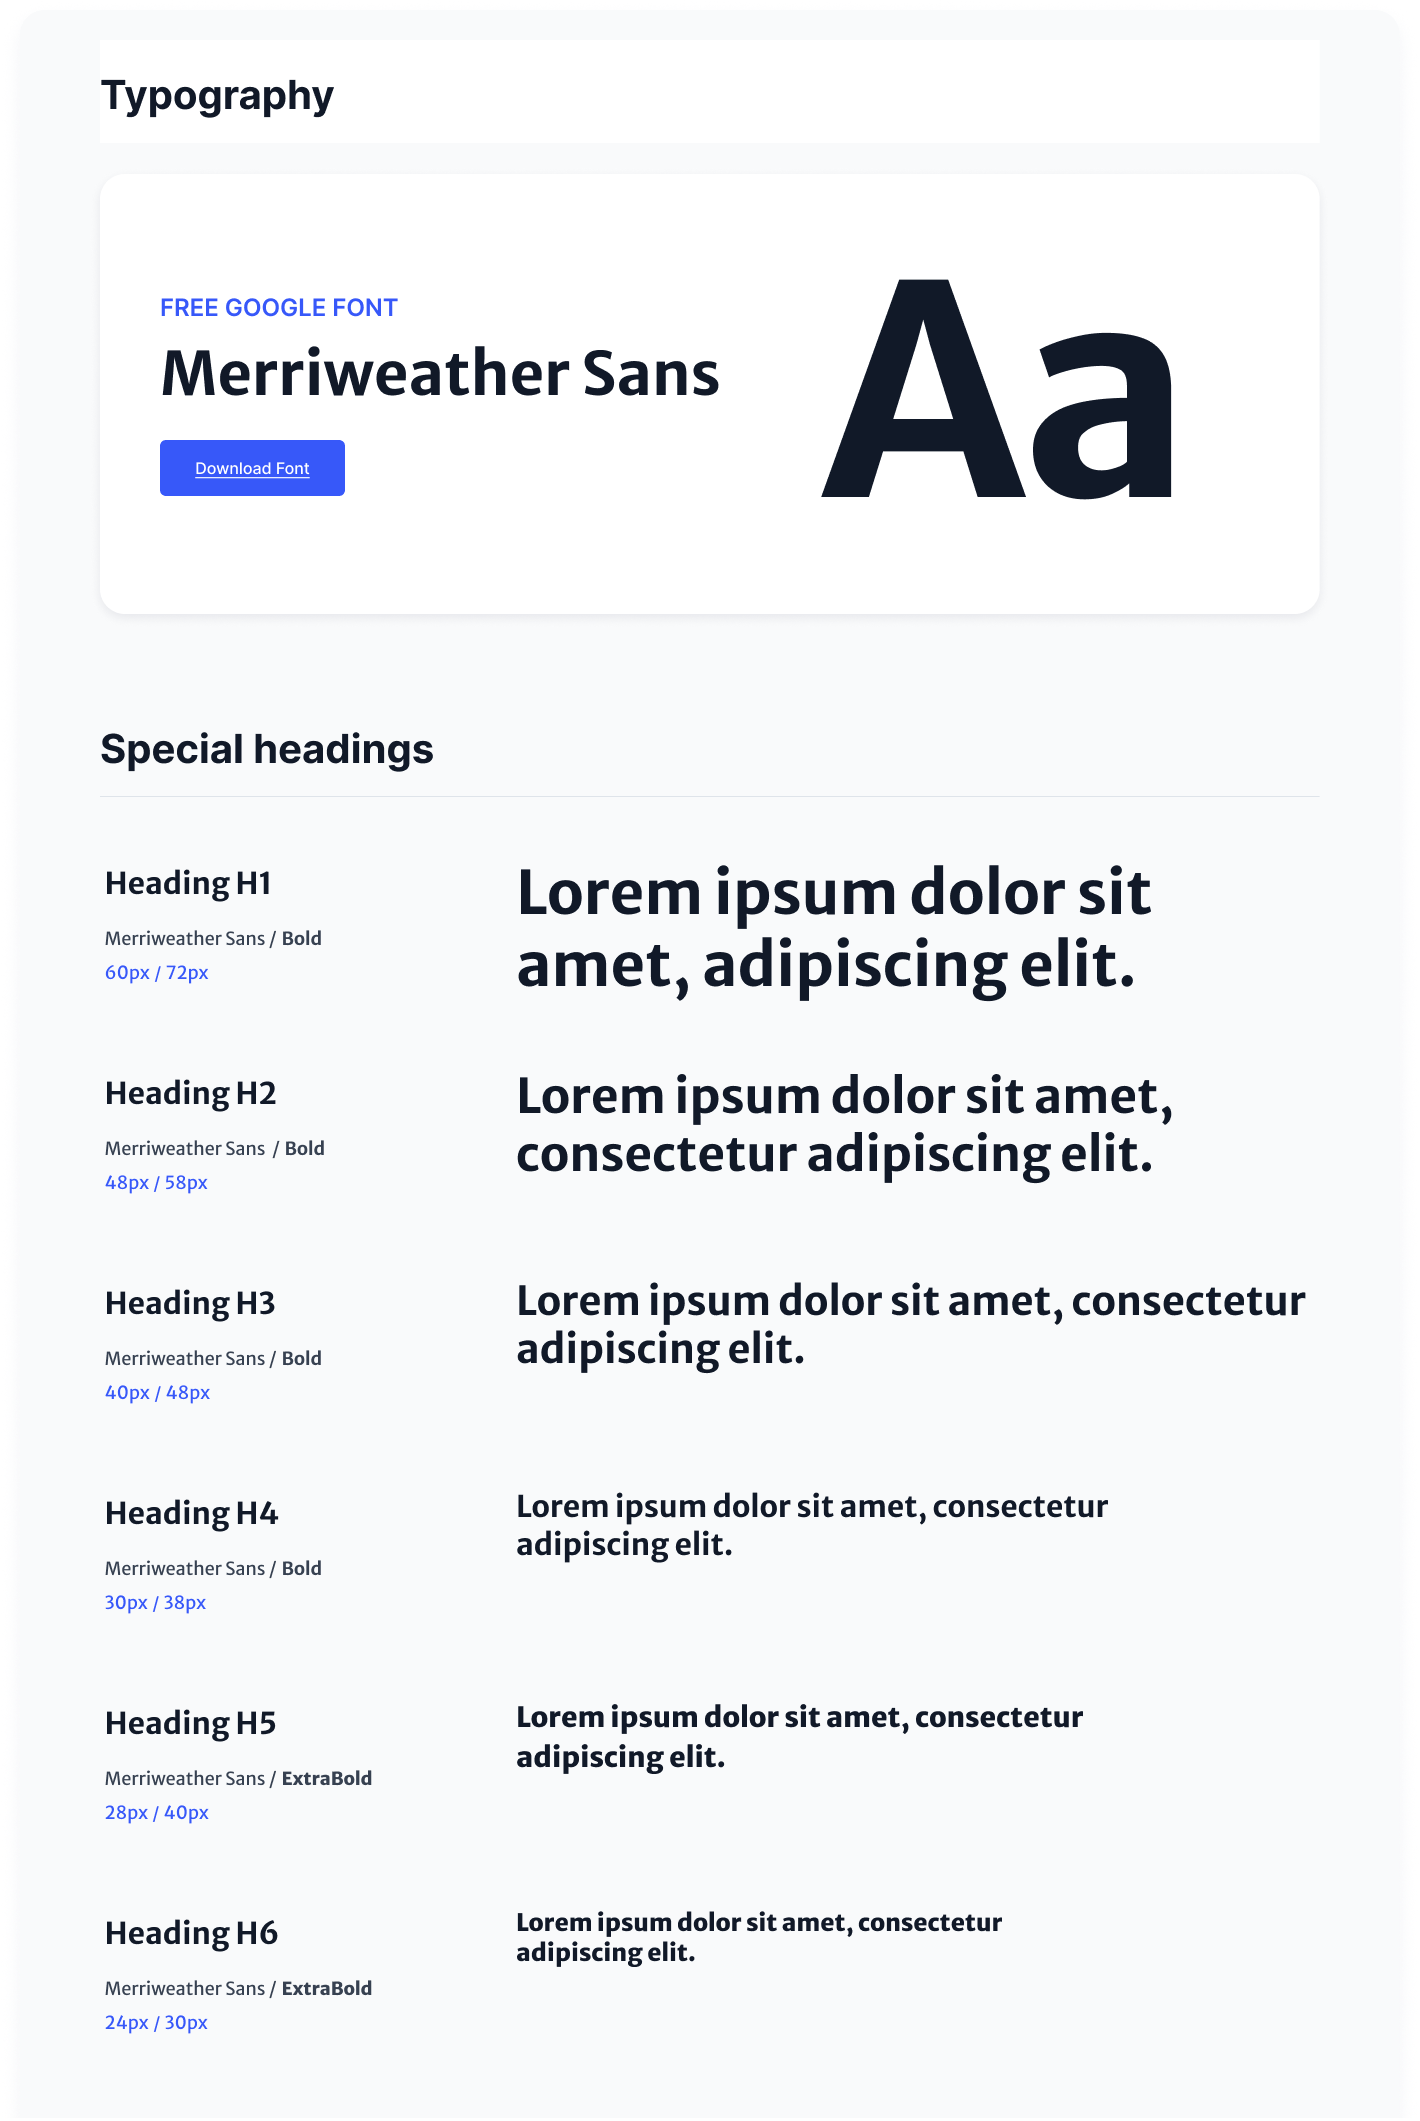 Typography
FREE GOOGLE FONT
Merriweather Sans
Download Font
Aa
Special headings
Heading H1
Merriweather Sans / Bold
60px / 72px
Lorem ipsum dolor sit
amet, adipiscing elit.
Heading H2
Merriweather Sans / Bold
48px / 58px
Lorem ipsum dolor sit amet,
consectetur adipiscing elit.
Heading H3
Merriweather Sans / Bold
40px / 48px
Lorem ipsum dolor sit amet, consectetur
adipiscing elit.
Heading H4
Merriweather Sans / Bold
30px / 38px
Lorem ipsum dolor sit amet, consectetur
adipiscing elit.
Heading H5
Merriweather Sans / ExtraBold
28px / 40px
Lorem ipsum dolor sit amet, consectetur
adipiscing elit.
Heading H6
Merriweather Sans / ExtraBold
24px / 30px
Lorem ipsum dolor sit amet, consectetur
adipiscing elit.